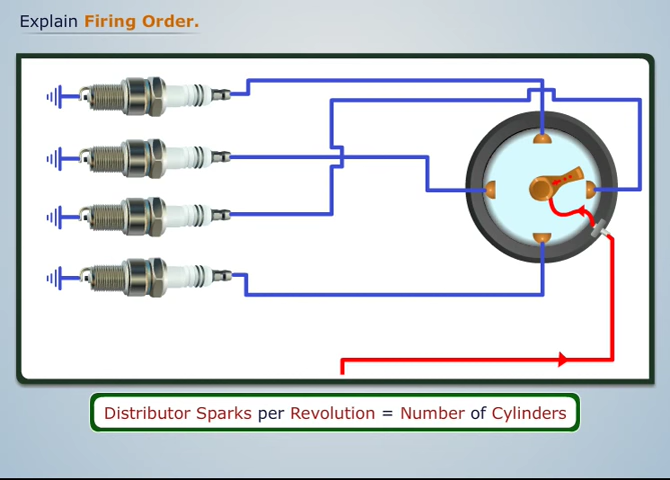 Explain Firing Order.
Distributor Sparks per Revolution = Number of Cylinders